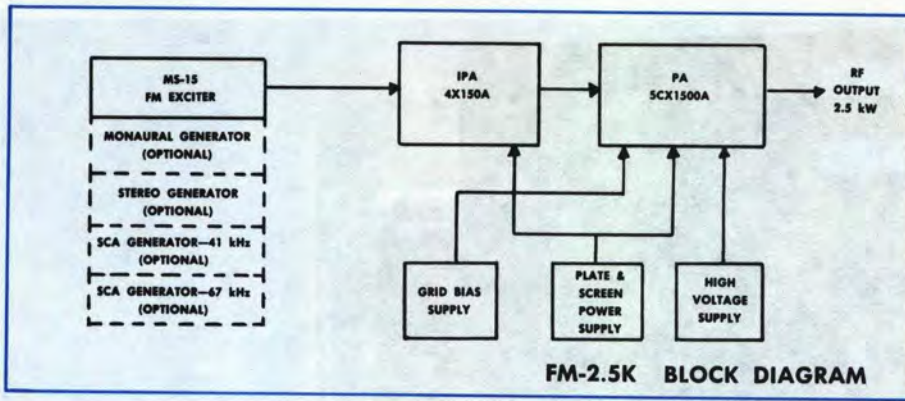 MS-15
FM EXCITER
MONAURAL GENERATOR
(OPTIONAL)
STEREO GENERATOR
(OPTIONAL)
SCA GENERATOR—41 kHz
(OPTIONAL)
SCA GENERATOR—67 kHz
(OPTIONAL)
IPA
4X150A
PA
5CX1500A
RF
OUTPUT
2.5 kW
GRID BIAS
SUPPLY
PLATE &
SCREEN
POWER
SUPPLY
HIGH
VOLTAGE
SUPPLY
FM-2.5K BLOCK DIAGRAM